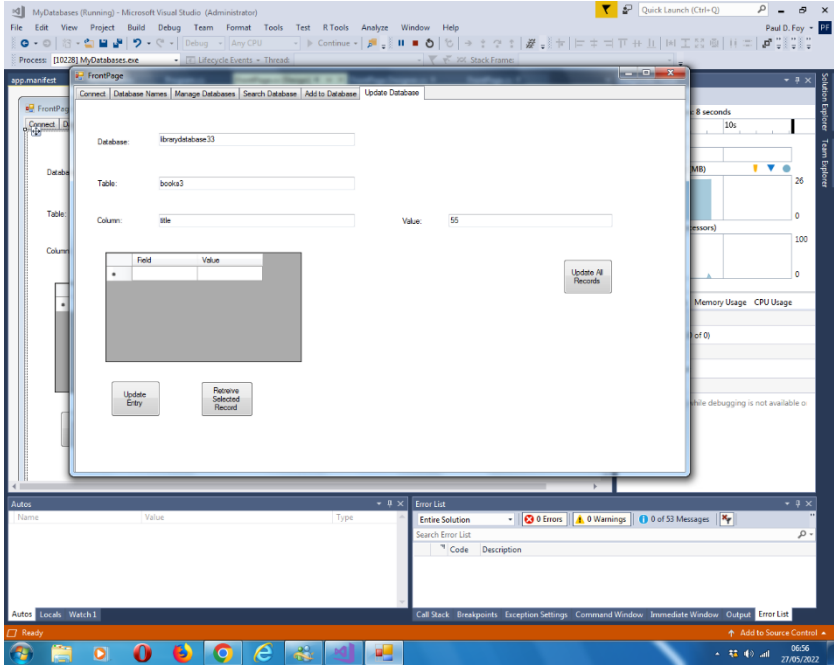 MyDatabases (Running) - Microsoft Visual Studio (Administrator)
Quick Launch (Ctrl+Q)
File Edit View Project Build Debug Team Format Tools Test R Tools Analyze Window Help
Paul D. Foy PF
Debug Any CPU Continue
Process: [10228] MyDatabases.exe Lifecycle Events Thread: Stack Frame:
app.manifest
FrontPage
Connect Database Names Manage Databases Search Database Add to Database Update Database
Database: librarydatabase33
Table: books3
Column: title
Value: 55
Field Value
Update All
Records
Update
Entry
Retreive
Selected
Record
FrontPag
Connect D
Databa
Table:
Column
Solution Explorer
Team Explorer
: 8 seconds
10s
MB)
26
0
essors)
100
0
Memory Usage CPU Usage
of 0)
while debugging is not available o
Autos
Name Value Type
Autos Locals Watch 1
Error List
Entire Solution 0 Errors 0 Warnings 0 of 53 Messages
Search Error List
Code Description
Call Stack Breakpoints Exception Settings Command Window Immediate Window Output Error List
Ready
Add to Source Control
06:56
27/05/2022